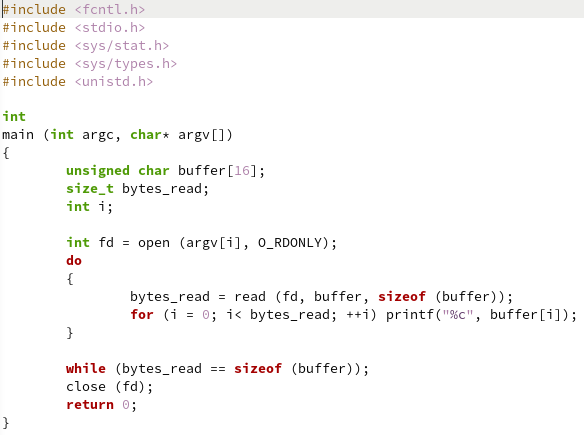 #include <fcntl.h>
#include <stdio.h>
#include <sys/stat.h>
#include <sys/types.h>
#include <unistd.h>

int
main (int argc, char* argv[])
{
        unsigned char buffer[16];
        size_t bytes_read;
        int i;

        int fd = open (argv[i], O_RDONLY);
        do
        {
                bytes_read = read (fd, buffer, sizeof (buffer));
                for (i = 0; i< bytes_read; ++i) printf("%c", buffer[i]);
        }

        while (bytes_read == sizeof (buffer));
        close (fd);
        return 0;
}